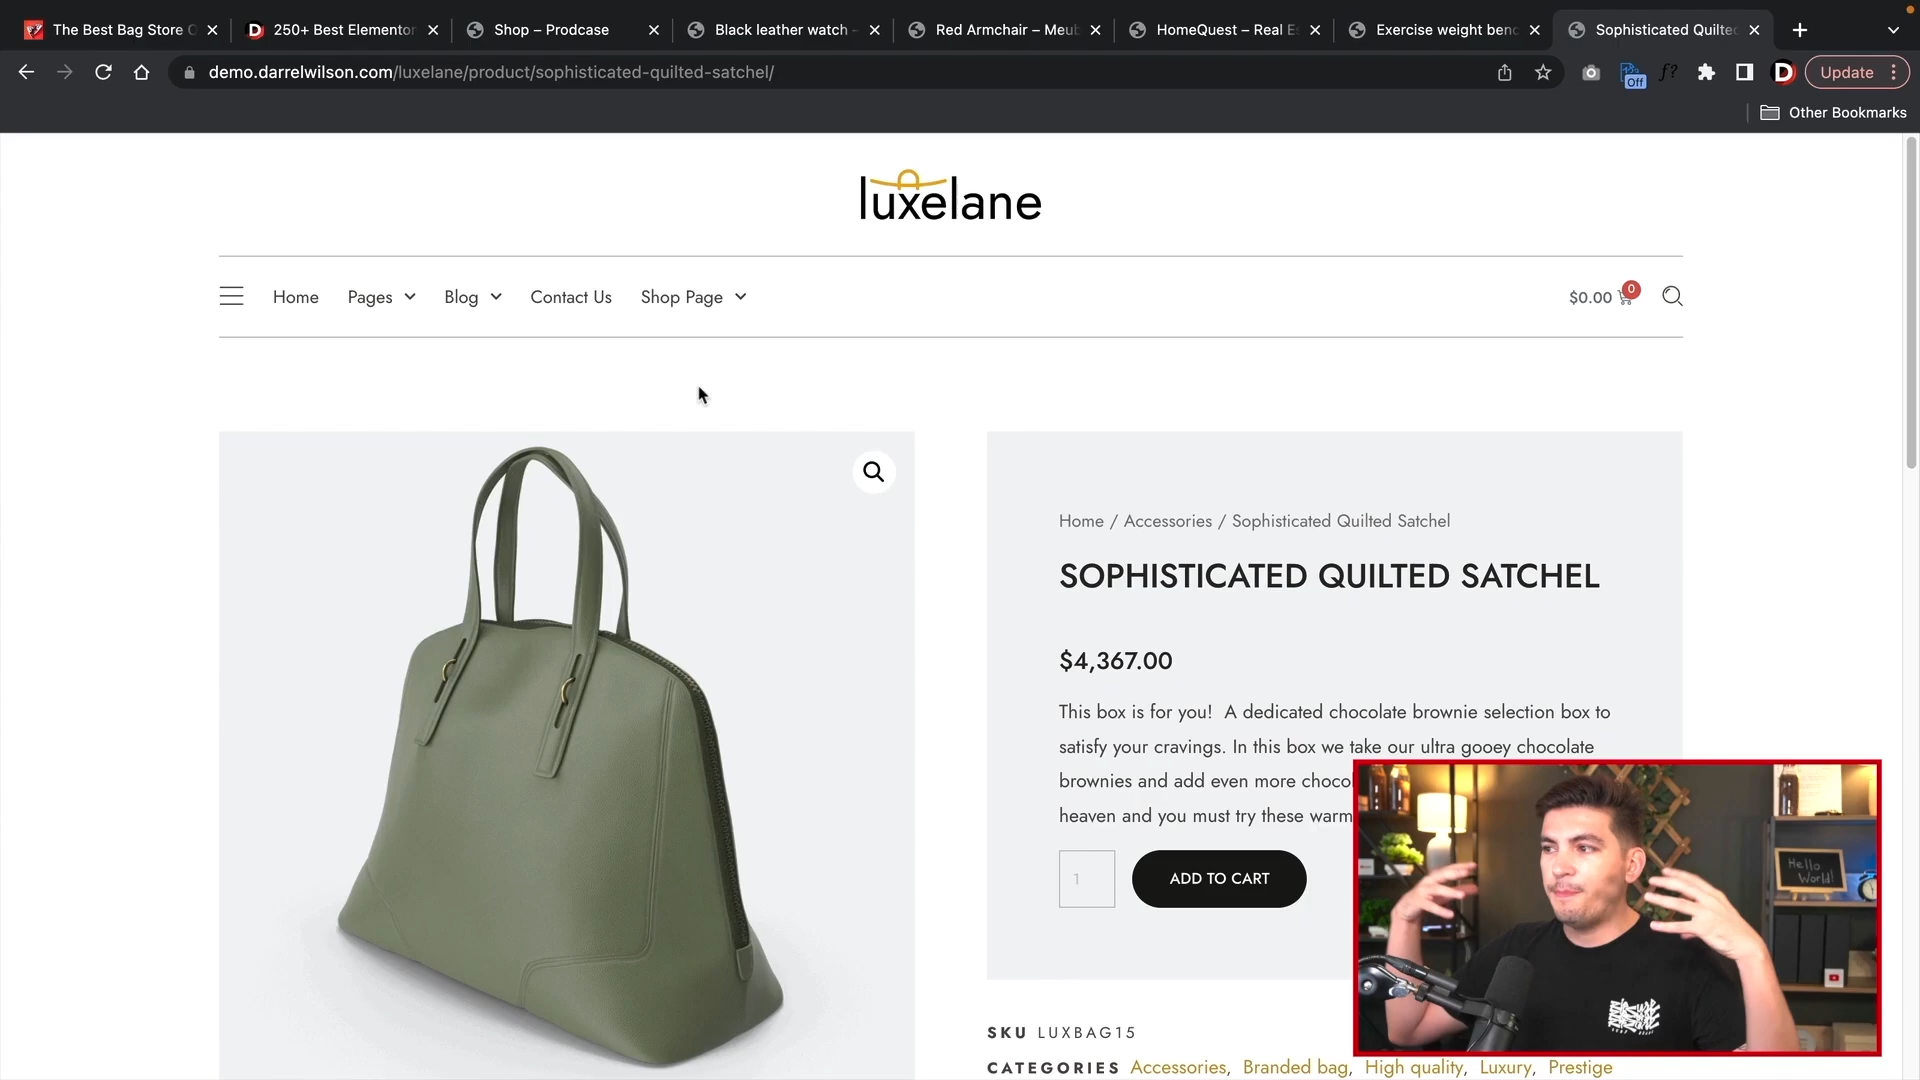 The Best Bag Store
250+ Best Elementor
Shop – Prodcase
Black leather watch -
Red Armchair – Meub
HomeQuest – Real Es
Exercise weight benc
Sophisticated Quilted
demo.darrelwilson.com/luxelane/product/sophisticated-quilted-satchel/
Off
f?
D
Update
Other Bookmarks
luxelane
Home
Pages
Blog
Contact Us
Shop Page
$0.00
0
Home / Accessories / Sophisticated Quilted Satchel
SOPHISTICATED QUILTED SATCHEL
$4,367.00
This box is for you! A dedicated chocolate brownie selection box to
satisfy your cravings. In this box we take our ultra gooey chocolate
brownies and add even more choco
heaven and you must try these warm
1
ADD TO CART
Hello
World!
SKU LUXBAG15
CATEGORIES Accessories, Branded bag, High quality, Luxury, Prestige